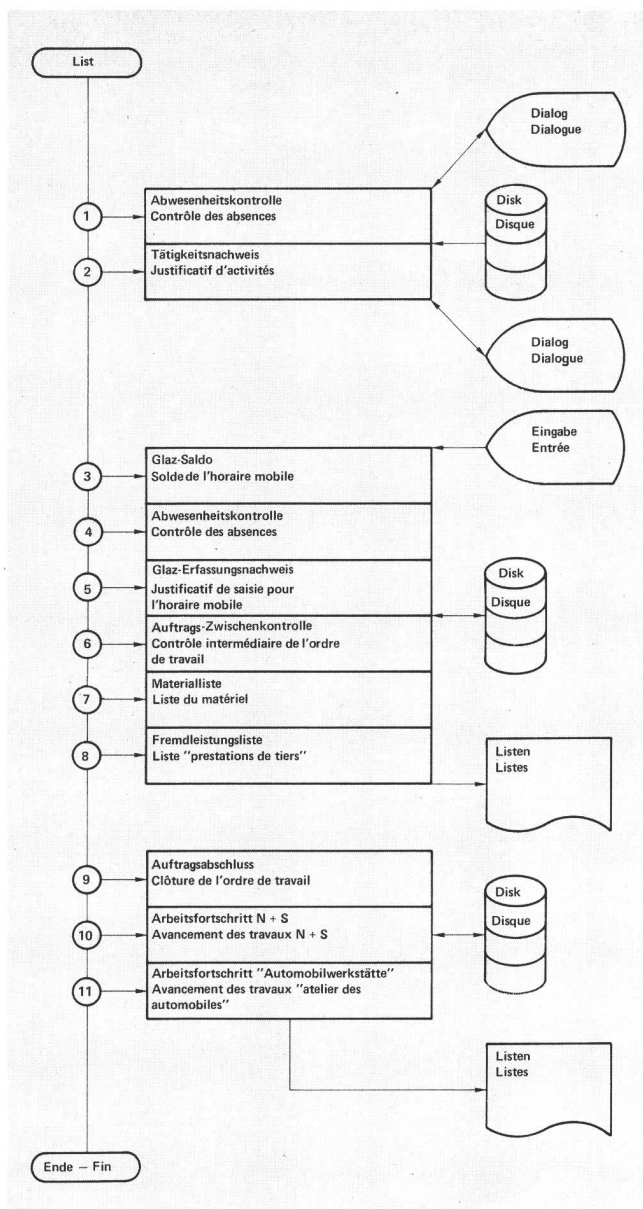 List
Dialog
Dialogue
1
Abwesenheitskontrolle
Contrôle des absences
Disk
Disque
2
Tätigkeitsnachweis
Justificatif d'activités
Dialog
Dialogue
Eingabe
Entrée
3
Glaz-Saldo
Solde de l'horaire mobile
4
Abwesenheitskontrolle
Contrôle des absences
5
Glaz-Erfassungsnachweis
Justificatif de saisie pour
l'horaire mobile
Disk
Disque
6
Auftrags-Zwischenkontrolle
Contrôle intermédiaire de l'ordre
de travail
7
Materialliste
Liste du matériel
8
Fremdleistungsliste
Liste "prestations de tiers"
Listen
Listes
9
Auftragsabschluss
Clôture de l'ordre de travail
Disk
Disque
10
Arbeitsfortschritt N + S
Avancement des travaux N + S
11
Arbeitsfortschritt "Automobilwerkstätte"
Avancement des travaux "atelier des
automobiles"
Listen
Listes
Ende – Fin